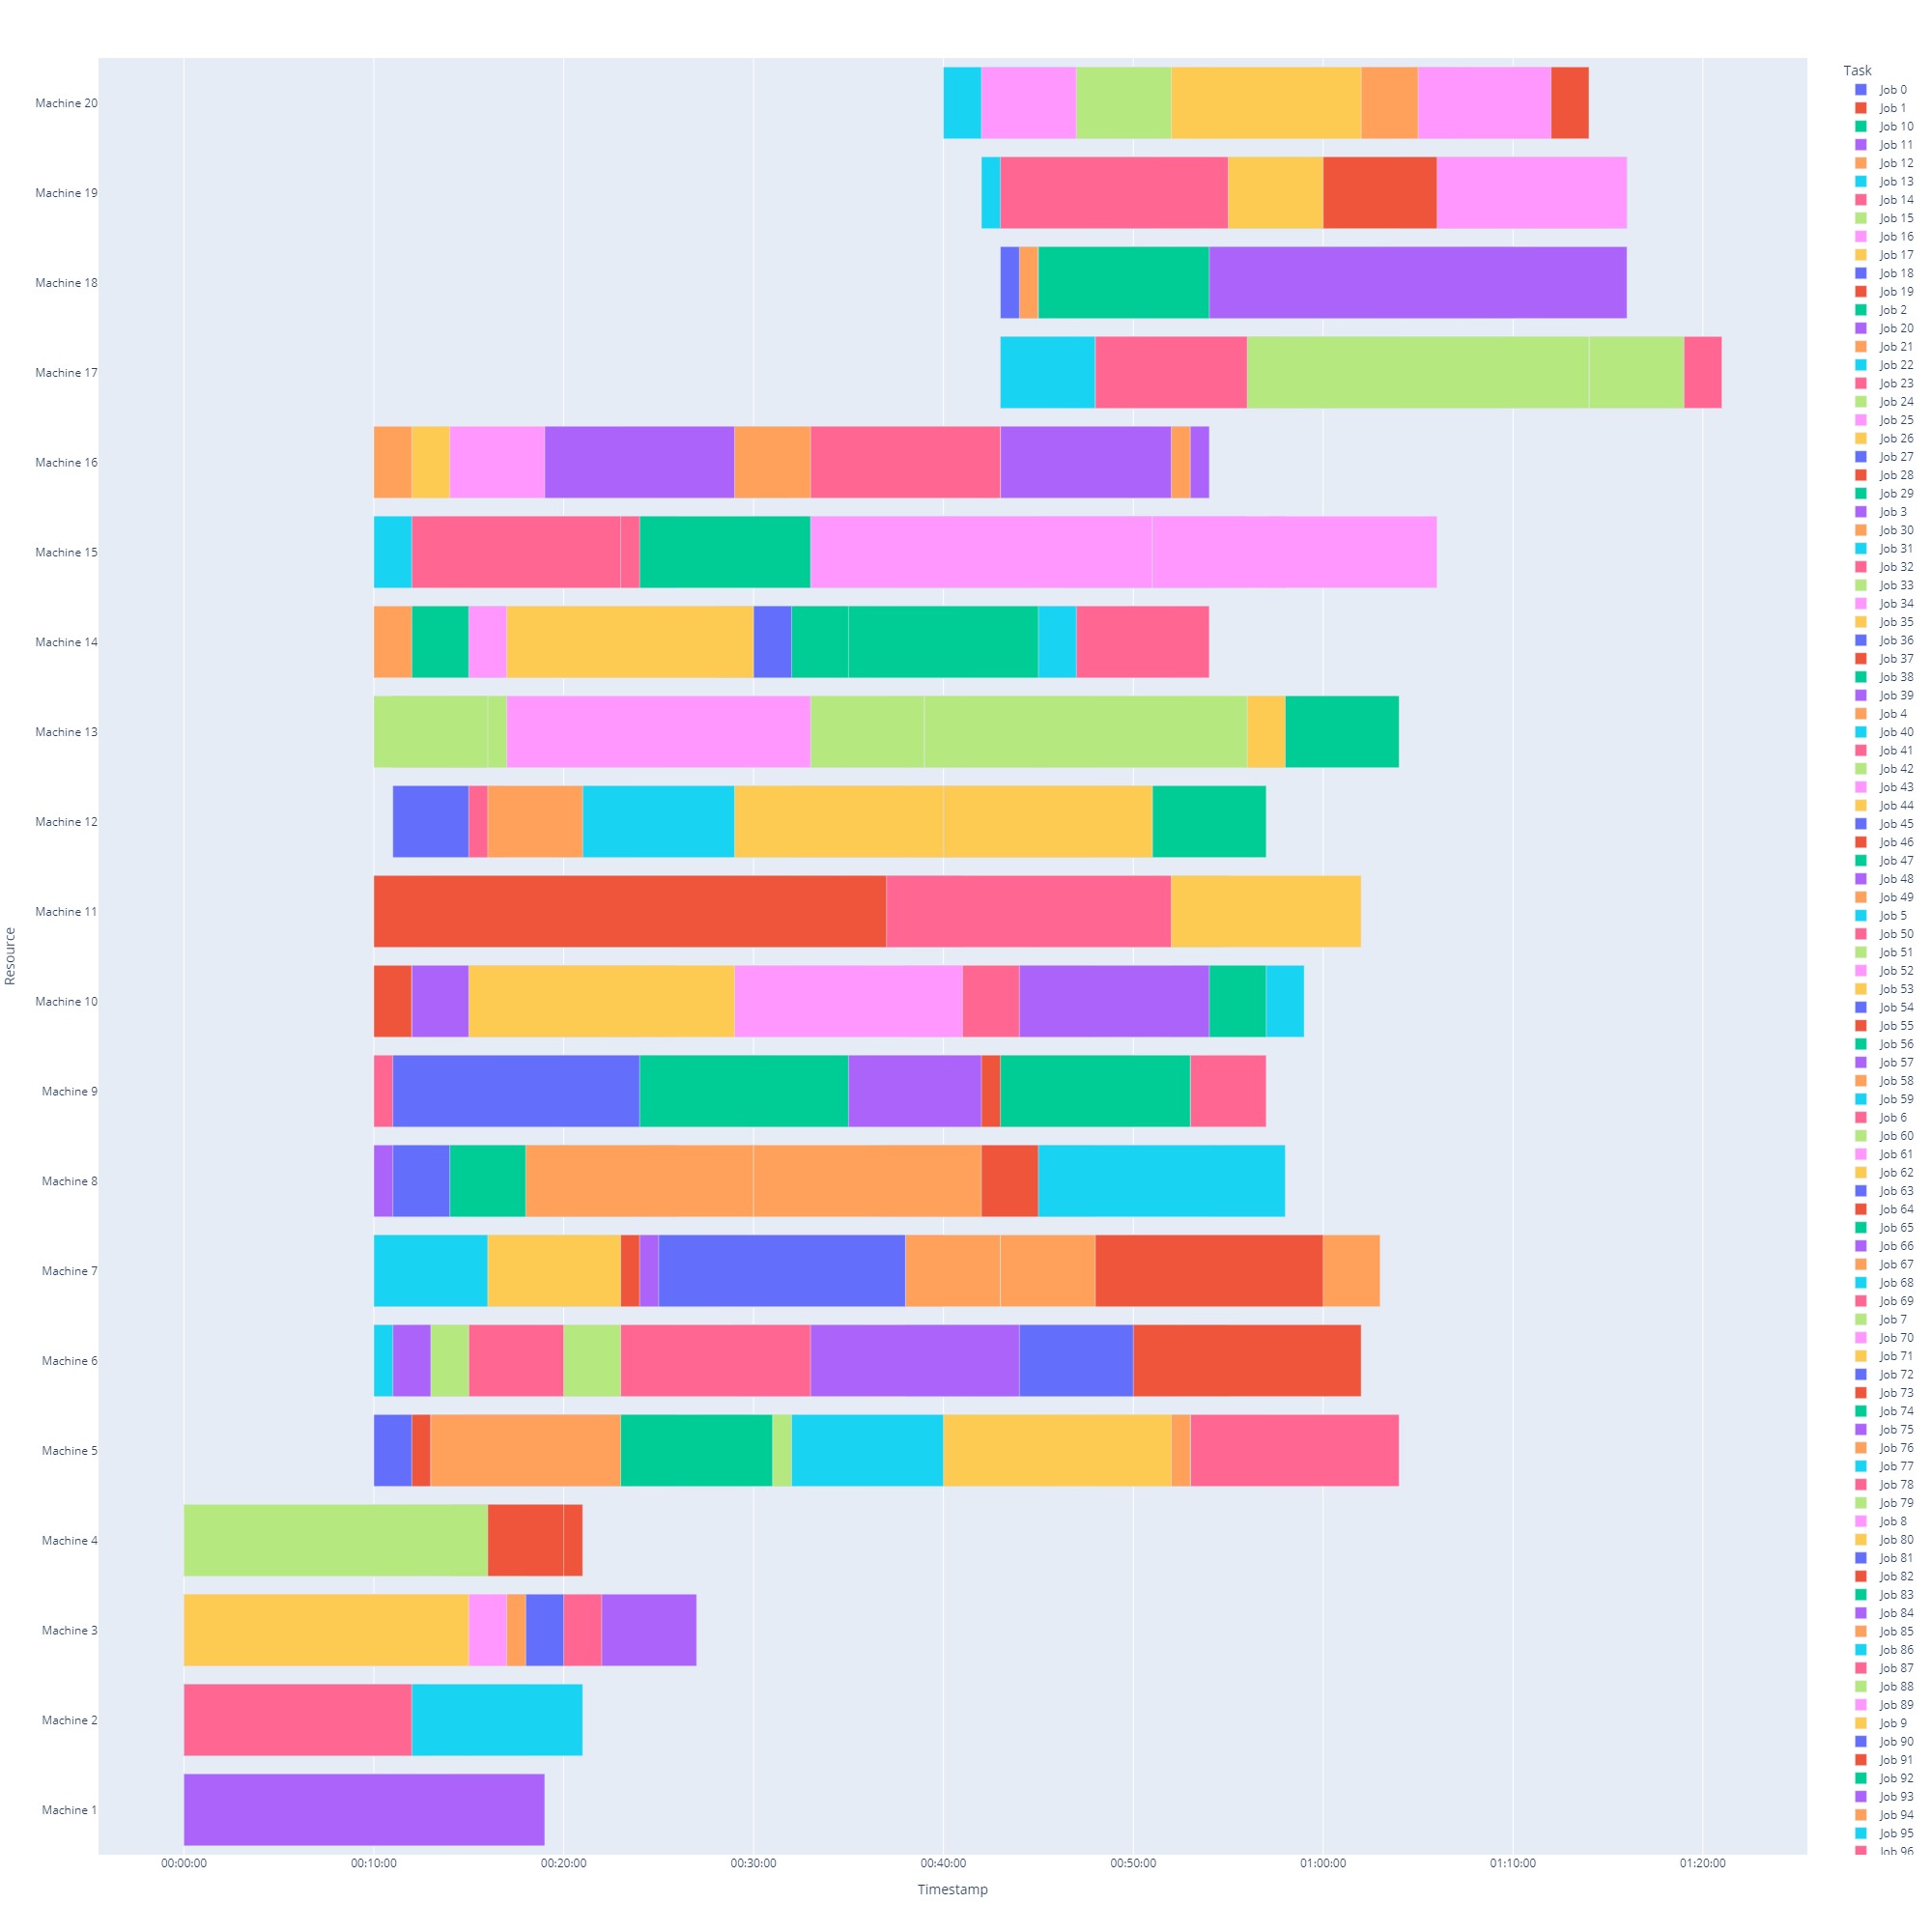 Machine 20
Machine 19
Machine 18
Machine 17
Machine 16
Machine 15
Machine 14
Machine 13
Machine 12
Machine 11
Machine 10
Machine 9
Machine 8
Machine 7
Machine 6
Machine 5
Machine 4
Machine 3
Machine 2
Machine 1
Resource
00:00:00
00:10:00
00:20:00
00:30:00
00:40:00
00:50:00
01:00:00
01:10:00
01:20:00
Timestamp
Task
Job 0
Job 1
Job 10
Job 11
Job 12
Job 13
Job 14
Job 15
Job 16
Job 17
Job 18
Job 19
Job 2
Job 20
Job 21
Job 22
Job 23
Job 24
Job 25
Job 26
Job 27
Job 28
Job 29
Job 3
Job 30
Job 31
Job 32
Job 33
Job 34
Job 35
Job 36
Job 37
Job 38
Job 39
Job 4
Job 40
Job 41
Job 42
Job 43
Job 44
Job 45
Job 46
Job 47
Job 48
Job 49
Job 5
Job 50
Job 51
Job 52
Job 53
Job 54
Job 55
Job 56
Job 57
Job 58
Job 59
Job 6
Job 60
Job 61
Job 62
Job 63
Job 64
Job 65
Job 66
Job 67
Job 68
Job 69
Job 7
Job 70
Job 71
Job 72
Job 73
Job 74
Job 75
Job 76
Job 77
Job 78
Job 79
Job 8
Job 80
Job 81
Job 82
Job 83
Job 84
Job 85
Job 86
Job 87
Job 88
Job 89
Job 9
Job 90
Job 91
Job 92
Job 93
Job 94
Job 95
Job 96